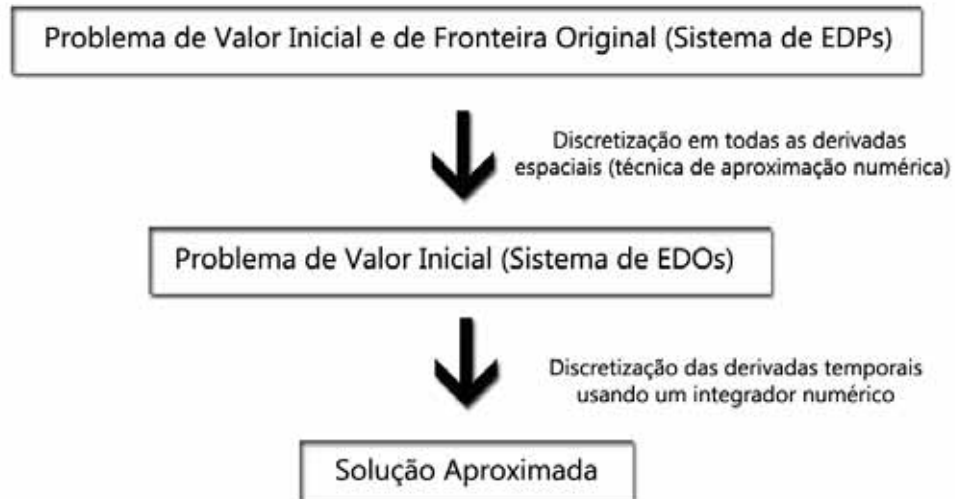 Problema de Valor Inicial e de Fronteira Original (Sistema de EDPs)
Discretização em todas as derivadas
espaciais (técnica de aproximação numérica)
Problema de Valor Inicial (Sistema de EDOs)
Discretização das derivadas temporais
usando um integrador numérico
Solução Aproximada